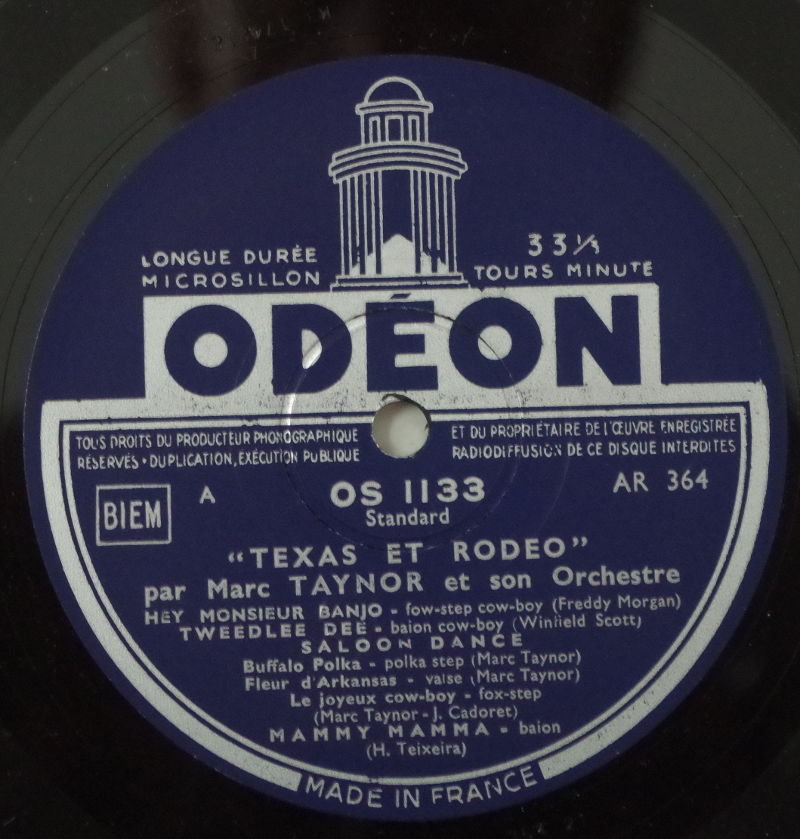 LONGUE DURÉE
MICROSILLON
33 1/3
TOURS MINUTE
ODÉON
TOUS DROITS DU PRODUCTEUR PHONOGRAPHIQUE
RÉSERVÉS • DUPLICATION, EXÉCUTION PUBLIQUE
ET DU PROPRIÉTAIRE DE L'ŒUVRE ENREGISTRÉE
RADIODIFFUSION DE CE DISQUE INTERDITES
BIEM
A
OS 1133
Standard
AR 364
"TEXAS ET RODEO"
par Marc TAYNOR et son Orchestre
HEY MONSIEUR BANJO - fow-step cow-boy (Freddy Morgan)
TWEEDLEE DEE - baion cow-boy (Winfield Scott)
SALOON DANCE
Buffalo Polka - polka step (Marc Taynor)
Fleur d'Arkansas - valse (Marc Taynor)
Le joyeux cow-boy - fox-step
(Marc Taynor - J. Cadoret)
MAMMY MAMMA - baion
(H. Teixeira)
MADE IN FRANCE